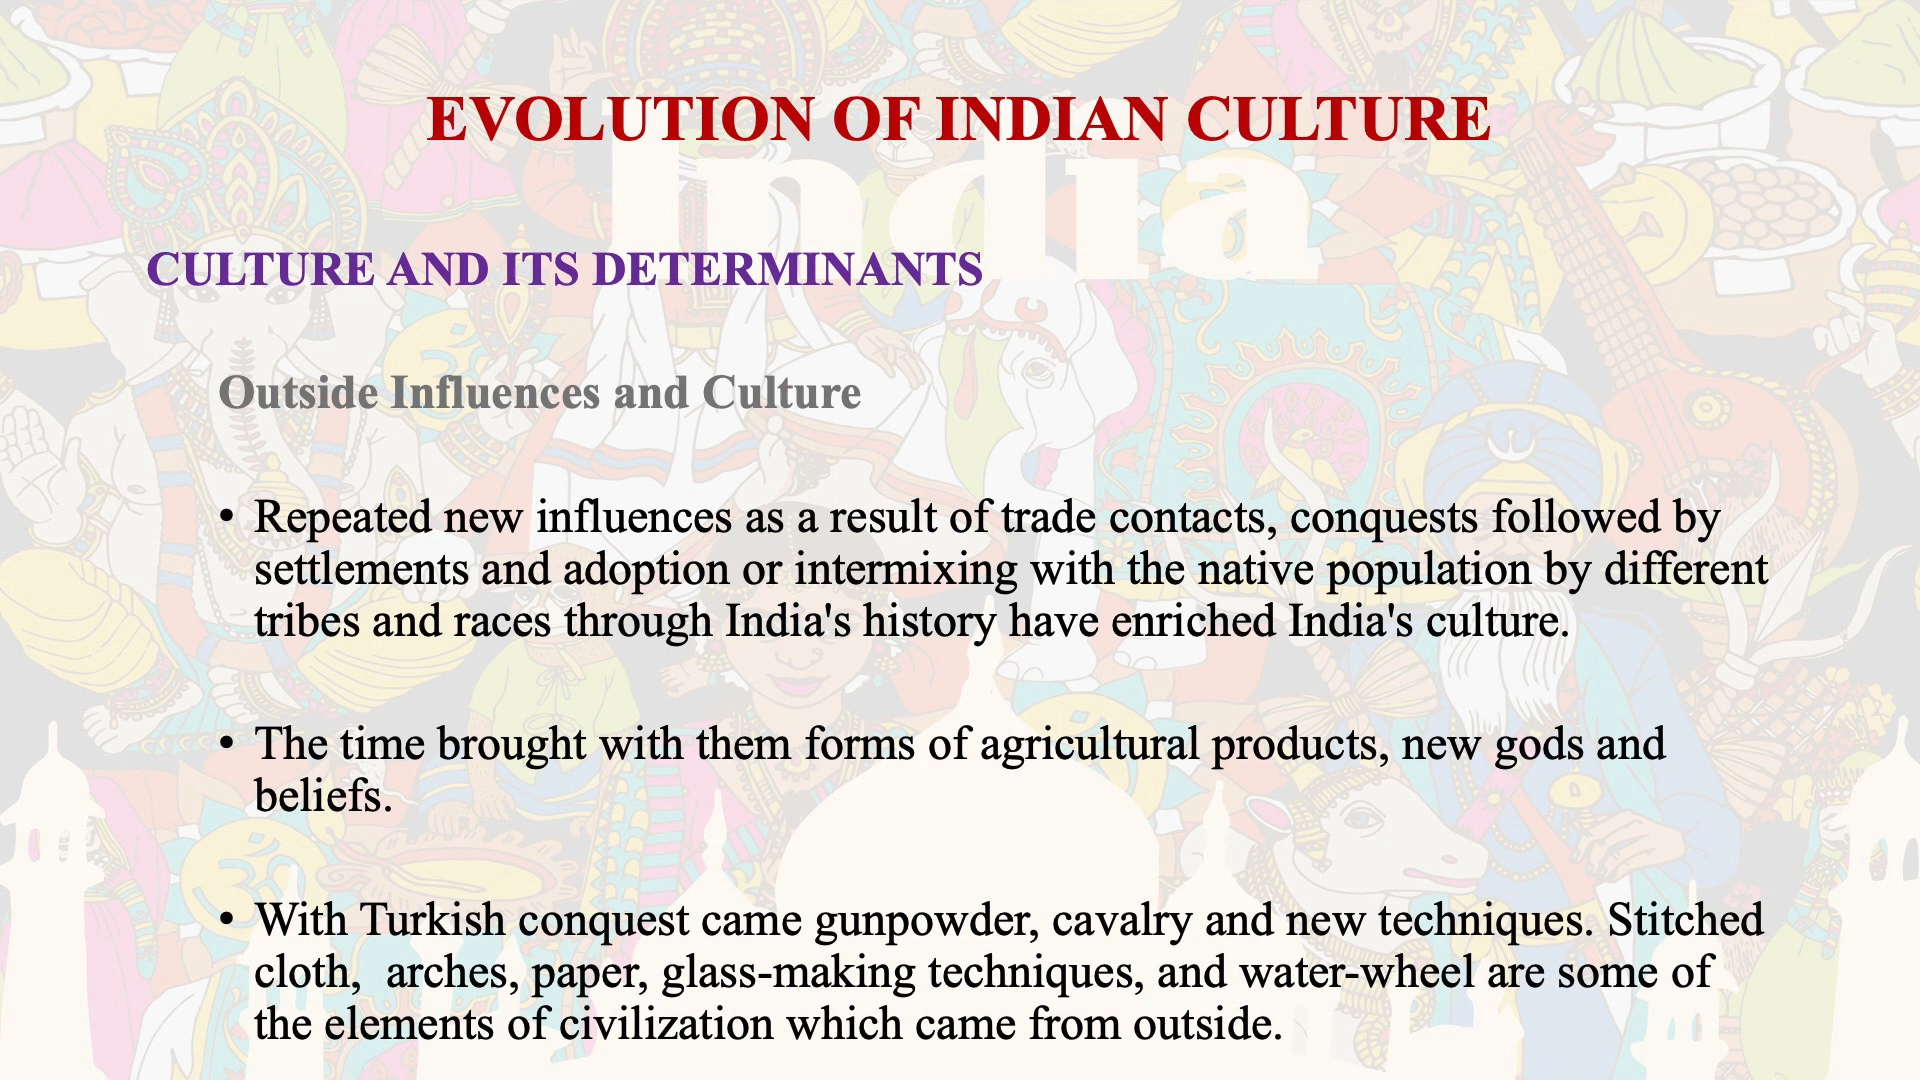 EVOLUTION OF INDIAN CULTURE
India
CULTURE AND ITS DETERMINANTS
Outside Influences and Culture
• Repeated new influences as a result of trade contacts, conquests followed by
settlements and adoption or intermixing with the native population by different
tribes and races through India's history have enriched India's culture.
• The time brought with them forms of agricultural products, new gods and
beliefs.
• With Turkish conquest came gunpowder, cavalry and new techniques. Stitched
cloth,  arches, paper, glass-making techniques, and water-wheel are some of
the elements of civilization which came from outside.
ॐ